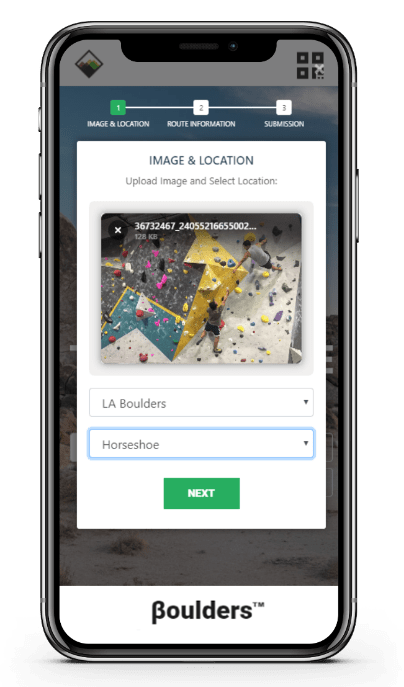 1 2 3
IMAGE & LOCATION ROUTE INFORMATION SUBMISSION
IMAGE & LOCATION
Upload Image and Select Location:
36732467_24055216655002...
128 KB
LA Boulders
Horseshoe
NEXT
βoulders™